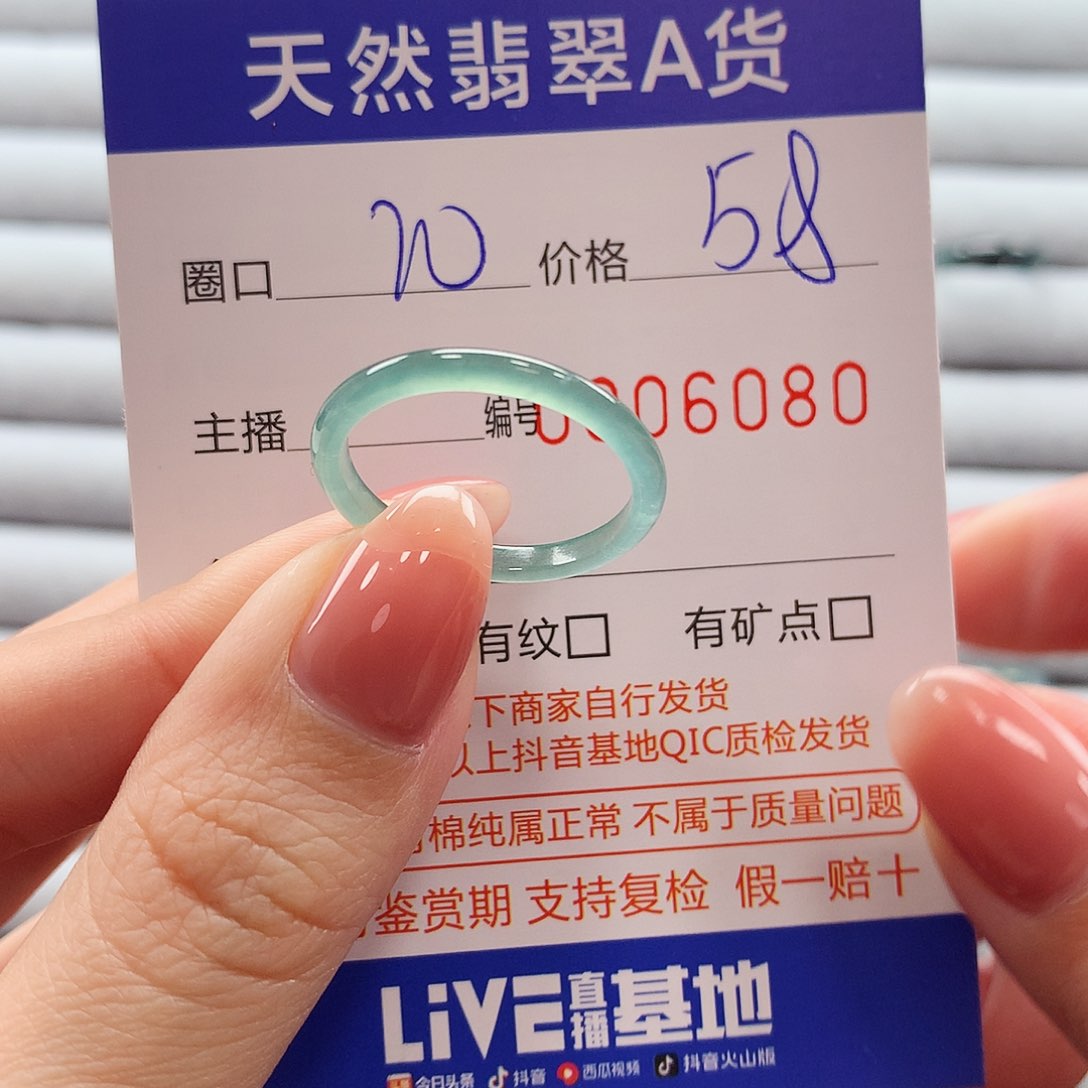 天然翡翠A货
圈口 20 价格 58
主播 编号 0006080
有纹□ 有矿点□
下商家自行发货
以上抖音基地QIC质检发货
棉纯属正常 不属于质量问题
鉴赏期 支持复检 假一赔十
LiVE直播基地
今日头条 抖音 西瓜视频 抖音火山版